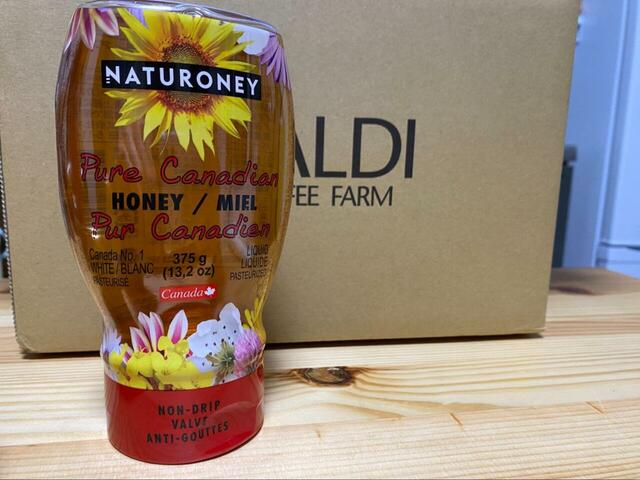 NATURONEY
Pure Canadian
HONEY / MIEL
Pur Canadien
Canada No. 1
WHITE / BLANC
PASTEURISÉ
375 g
(13,2 oz)
LIQUID
LIQUIDE
PASTEURIZED
Canada
NON-DRIP
VALVE
ANTI-GOUTTES
ALDI
FEE FARM